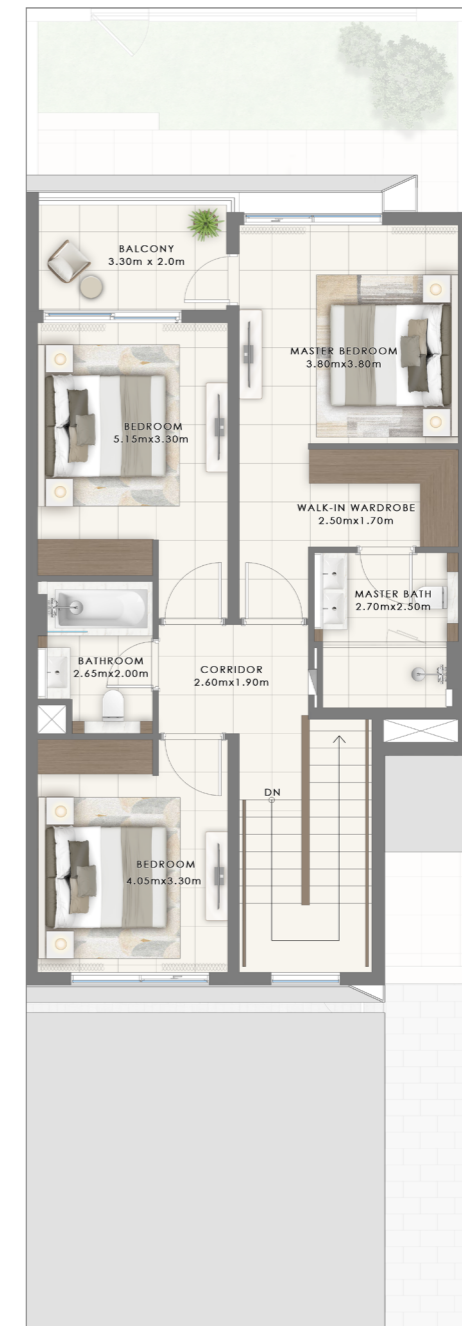 BALCONY
3.30m x 2.0m
MASTER BEDROOM
3.80mx3.80m
BEDROOM
5.15mx3.30m
WALK-IN WARDROBE
2.50mx1.70m
MASTER BATH
2.70mx2.50m
BATHROOM
2.65mx2.00m
CORRIDOR
2.60mx1.90m
DN
BEDROOM
4.05mx3.30m